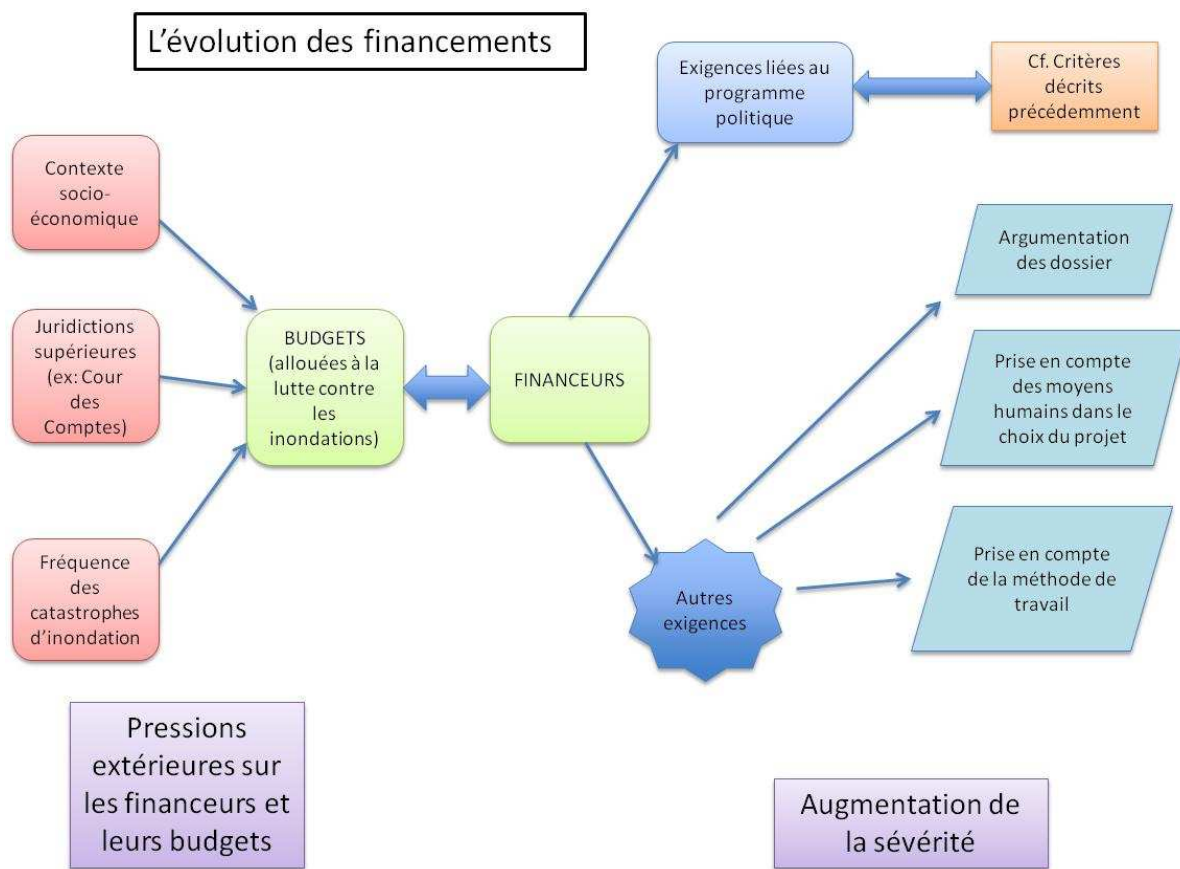 L'évolution des financements
Exigences liées au
programme
politique
Cf. Critères
décrits
précédemment
Contexte
socio-
économique
Juridictions
supérieures
(ex: Cour
des
Comptes)
Fréquence
des
catastrophes
d'inondation
BUDGETS
(allouées à la
lutte contre
les
inondations)
FINANCEURS
Argumentation
des dossier
Prise en compte
des moyens
humains dans le
choix du projet
Prise en compte
de la méthode de
travail
Autres
exigences
Pressions
extérieures sur
les financeurs et
leurs budgets
Augmentation de
la sévérité